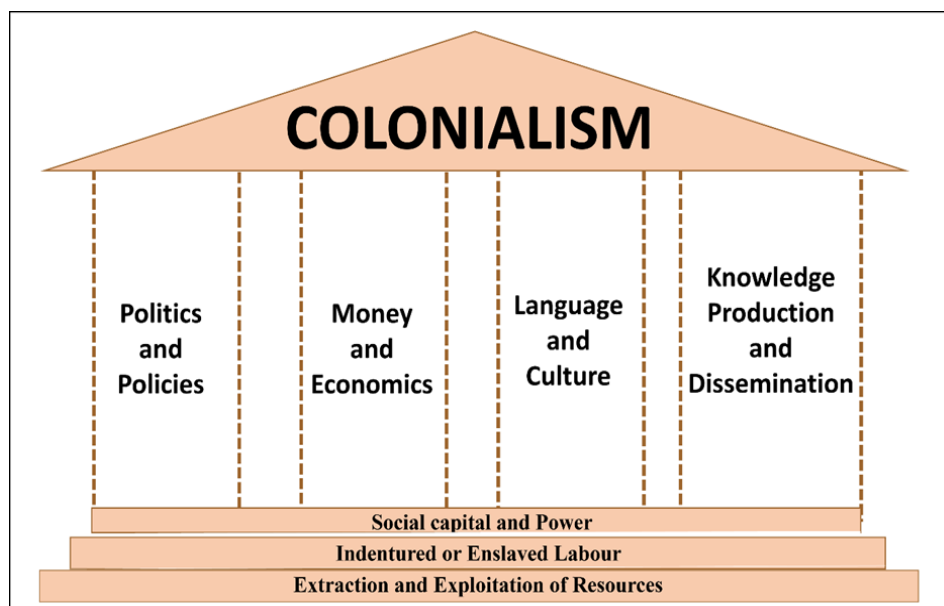 COLONIALISM
Politics
and
Policies
Money
and
Economics
Language
and
Culture
Knowledge
Production
and
Dissemination
Social capital and Power
Indentured or Enslaved Labour
Extraction and Exploitation of Resources